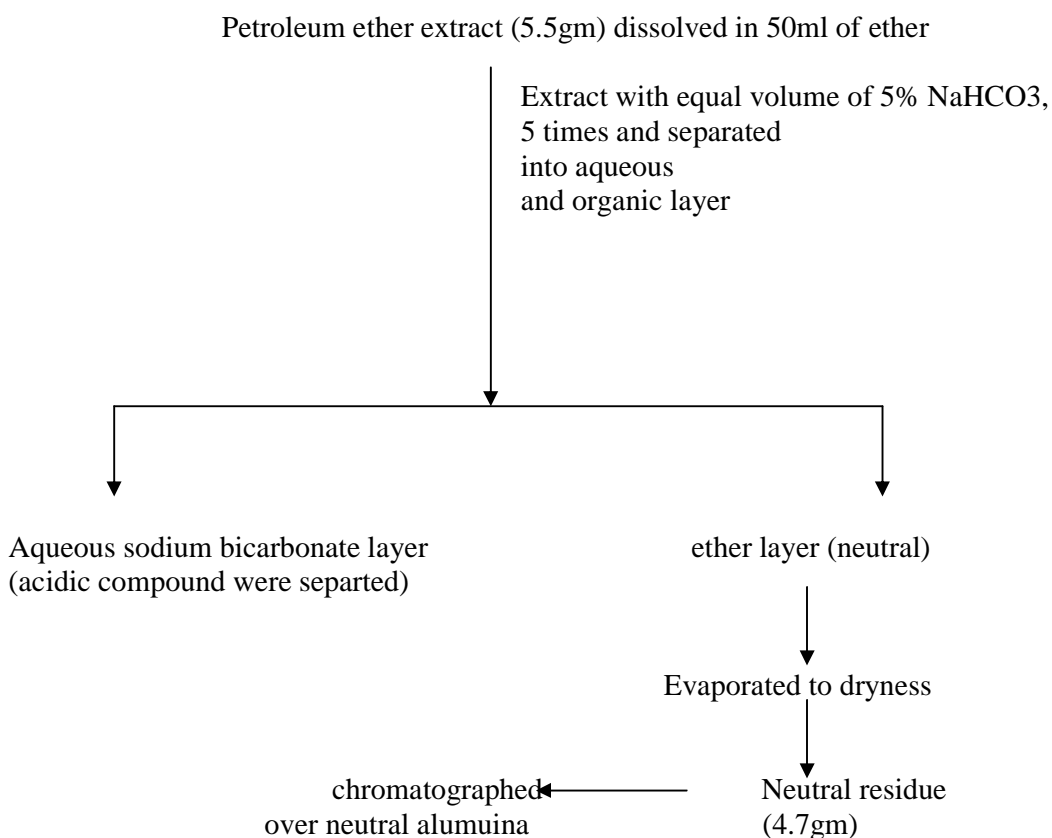 Petroleum ether extract (5.5gm) dissolved in 50ml of ether
Extract with equal volume of 5% NaHCO3,
5 times and separated
into aqueous
and organic layer
Aqueous sodium bicarbonate layer
(acidic compound were separted)
ether layer (neutral)
Evaporated to dryness
Neutral residue
(4.7gm)
chromatographed
over neutral alumuina